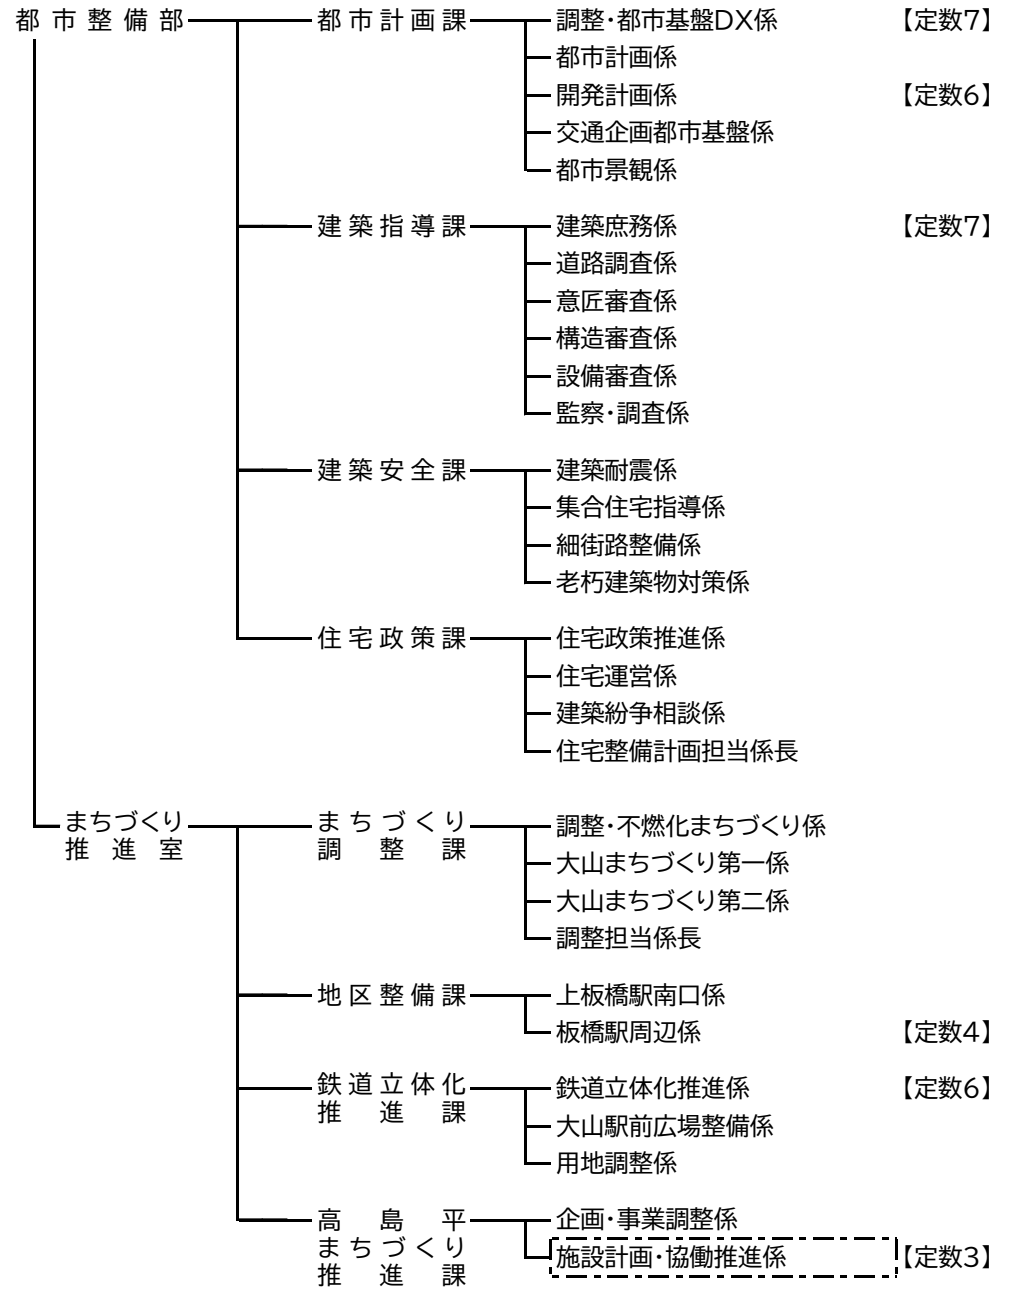 都市整備部 都市計画課 調整・都市基盤DX係 【定数7】
都市計画係
開発計画係 【定数6】
交通企画都市基盤係
都市景観係
建築指導課 建築庶務係 【定数7】
道路調査係
意匠審査係
構造審査係
設備審査係
監察・調査係
建築安全課 建築耐震係
集合住宅指導係
細街路整備係
老朽建築物対策係
住宅政策課 住宅政策推進係
住宅運営係
建築紛争相談係
住宅整備計画担当係長
まちづくり
推進室
まちづくり
調整課
調整・不燃化まちづくり係
大山まちづくり第一係
大山まちづくり第二係
調整担当係長
地区整備課 上板橋駅南口係
板橋駅周辺係 【定数4】
鉄道立体化
推進課
鉄道立体化推進係 【定数6】
大山駅前広場整備係
用地調整係
高島平
まちづくり
推進課
企画・事業調整係
施設計画・協働推進係 【定数3】